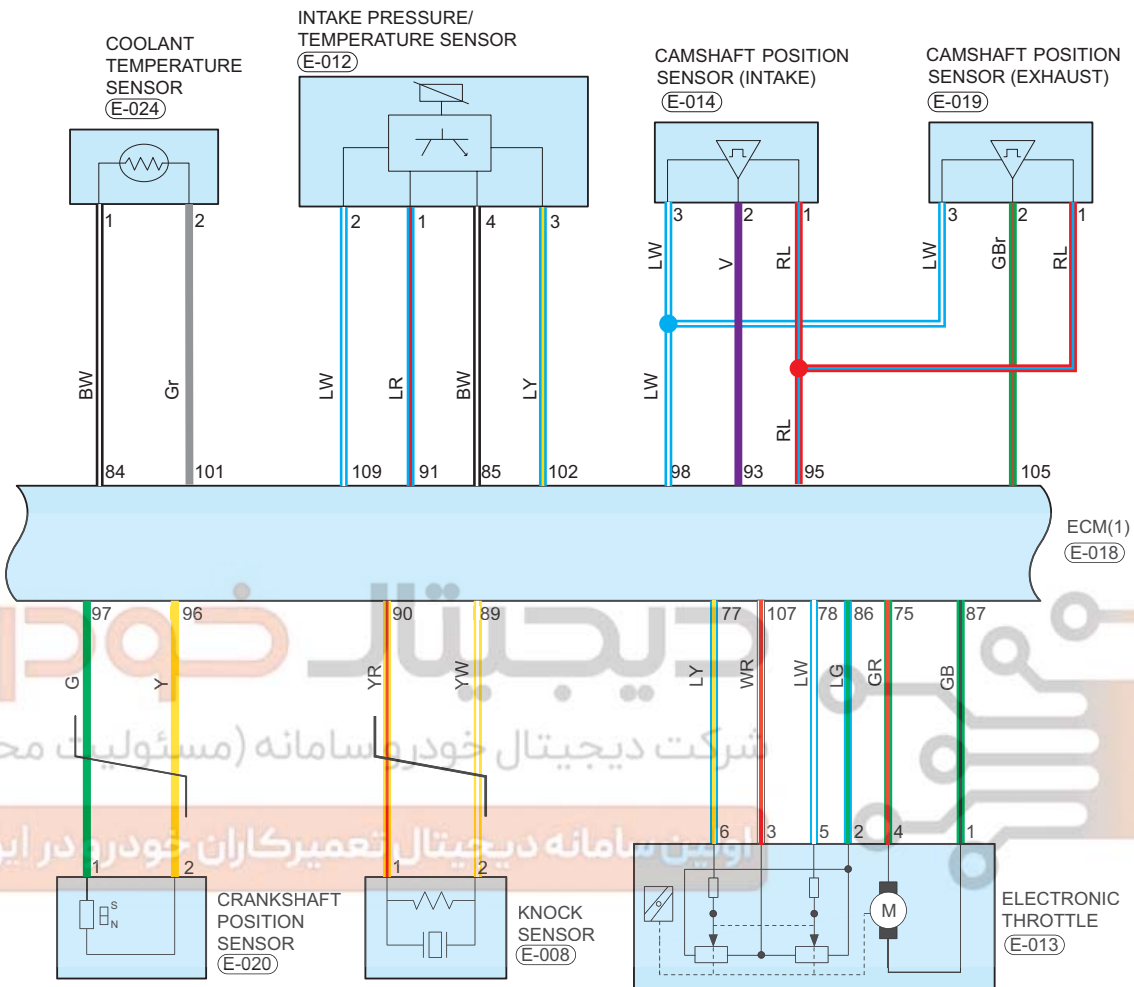 COOLANT
TEMPERATURE
SENSOR
E-024
INTAKE PRESSURE/
TEMPERATURE SENSOR
E-012
CAMSHAFT POSITION
SENSOR (INTAKE)
E-014
CAMSHAFT POSITION
SENSOR (EXHAUST)
E-019
1 2 2 1 4 3 3 2 1 3 2 1
LW V RL LW GBr RL
BW Gr LW LR BW LY LW RL
84 101 109 91 85 102 98 93 95 105
ECM(1)
E-018
97 96 90 89 77 107 78 86 75 87
G Y YR YW LY WR LW LG GR GB
دیجیتال خودر
شرکت دیجیتال خودرو سامانه (مسئولیت مح
اولین سامانه دیجیتال تعمیرکاران خودرو در ایر
1 2 1 2 6 3 5 2 4 1
S
N
M
CRANKSHAFT
POSITION
SENSOR
E-020
KNOCK
SENSOR
E-008
ELECTRONIC
THROTTLE
E-013